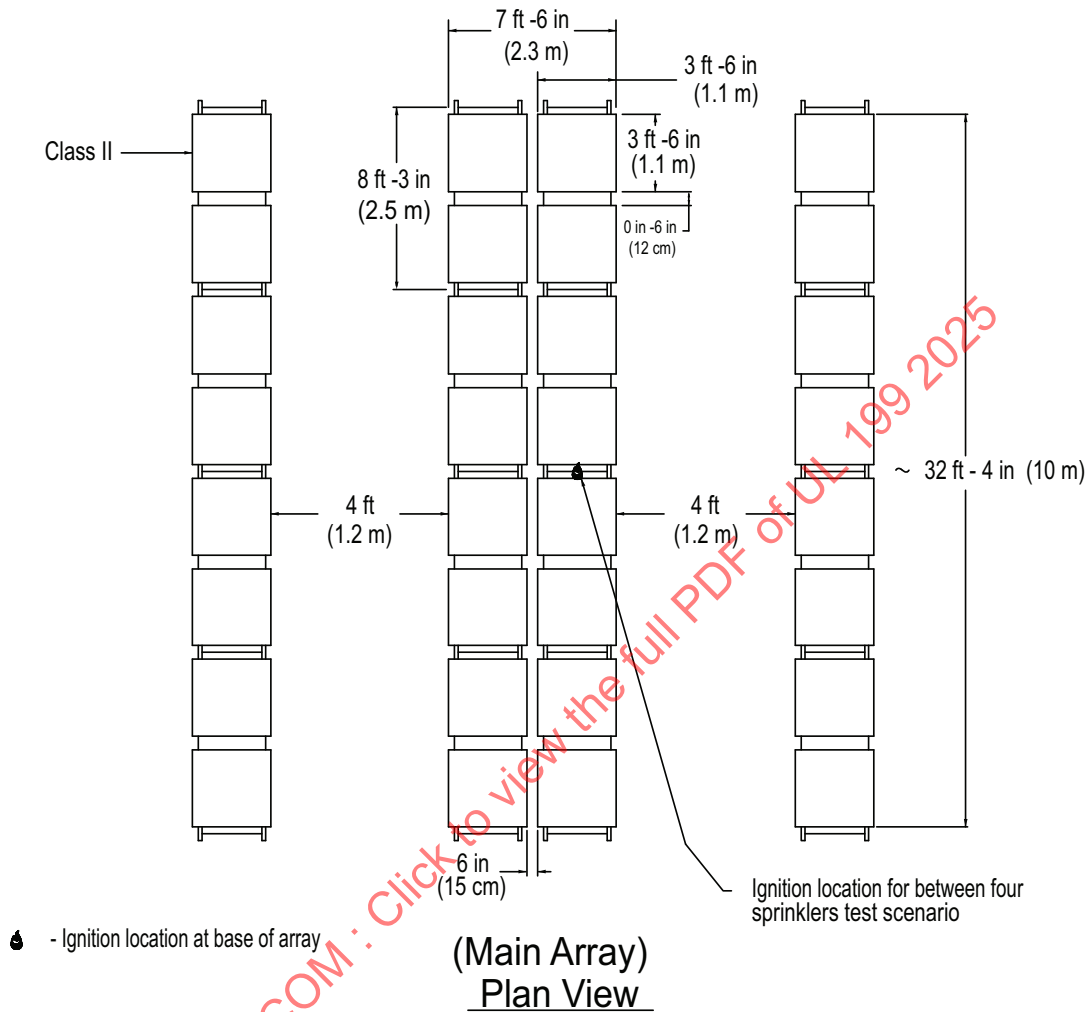 7 ft -6 in
(2.3 m)
3 ft -6 in
(1.1 m)
Class II
3 ft -6 in
(1.1 m)
8 ft -3 in
(2.5 m)
0 in -6 in
(12 cm)
~ 32 ft - 4 in (10 m)
4 ft
(1.2 m)
4 ft
(1.2 m)
6 in
(15 cm)
Ignition location for between four
sprinklers test scenario
- Ignition location at base of array
(Main Array)
Plan View
COM : Click to view the full PDF of UL 199 2025